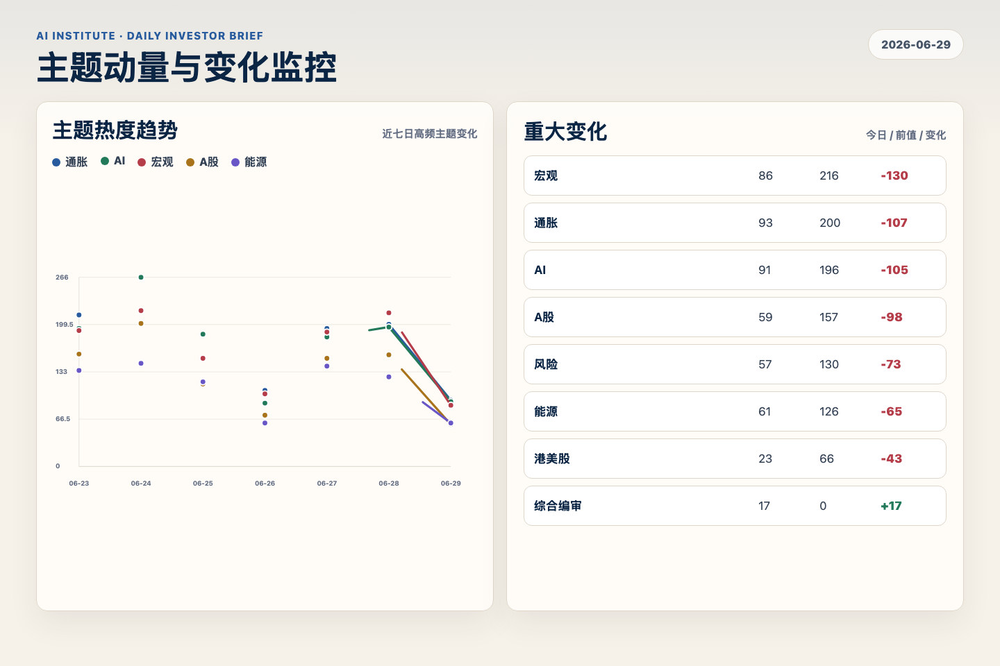 AI INSTITUTE · DAILY INVESTOR BRIEF
主题动量与变化监控
2026-06-29
主题热度趋势
近七日高频主题变化
通胀 AI 宏观 A股 能源
266
199.5
133
66.5
0
06-23 06-24 06-25 06-26 06-27 06-28 06-29
重大变化
今日 / 前值 / 变化
宏观 86 216 -130
通胀 93 200 -107
AI 91 196 -105
A股 59 157 -98
风险 57 130 -73
能源 61 126 -65
港美股 23 66 -43
综合编审 17 0 +17